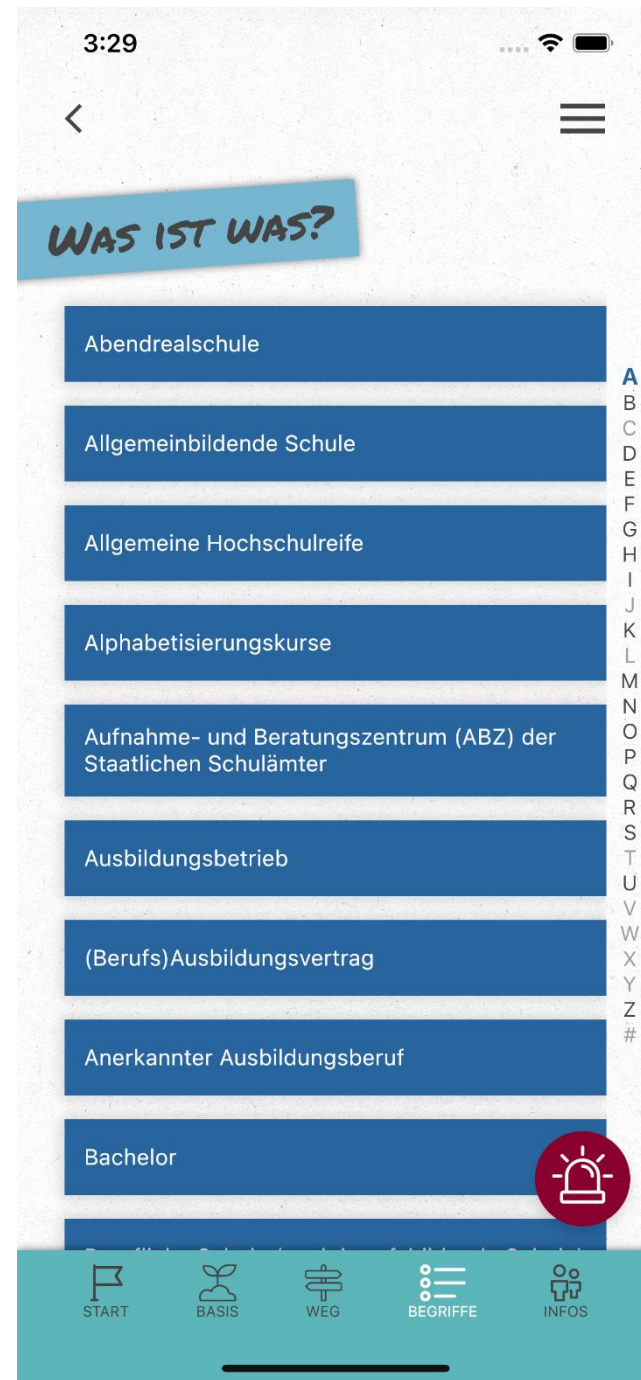 3:29
WAS IST WAS?
Abendrealschule
Allgemeinbildende Schule
Allgemeine Hochschulreife
Alphabetisierungskurse
Aufnahme- und Beratungszentrum (ABZ) der
Staatlichen Schulämter
Ausbildungsbetrieb
(Berufs)Ausbildungsvertrag
Anerkannter Ausbildungsberuf
Bachelor
A
B
C
D
E
F
G
H
I
J
K
L
M
N
O
P
Q
R
S
T
U
V
W
X
Y
Z
#
START
BASIS
WEG
BEGRIFFE
INFOS